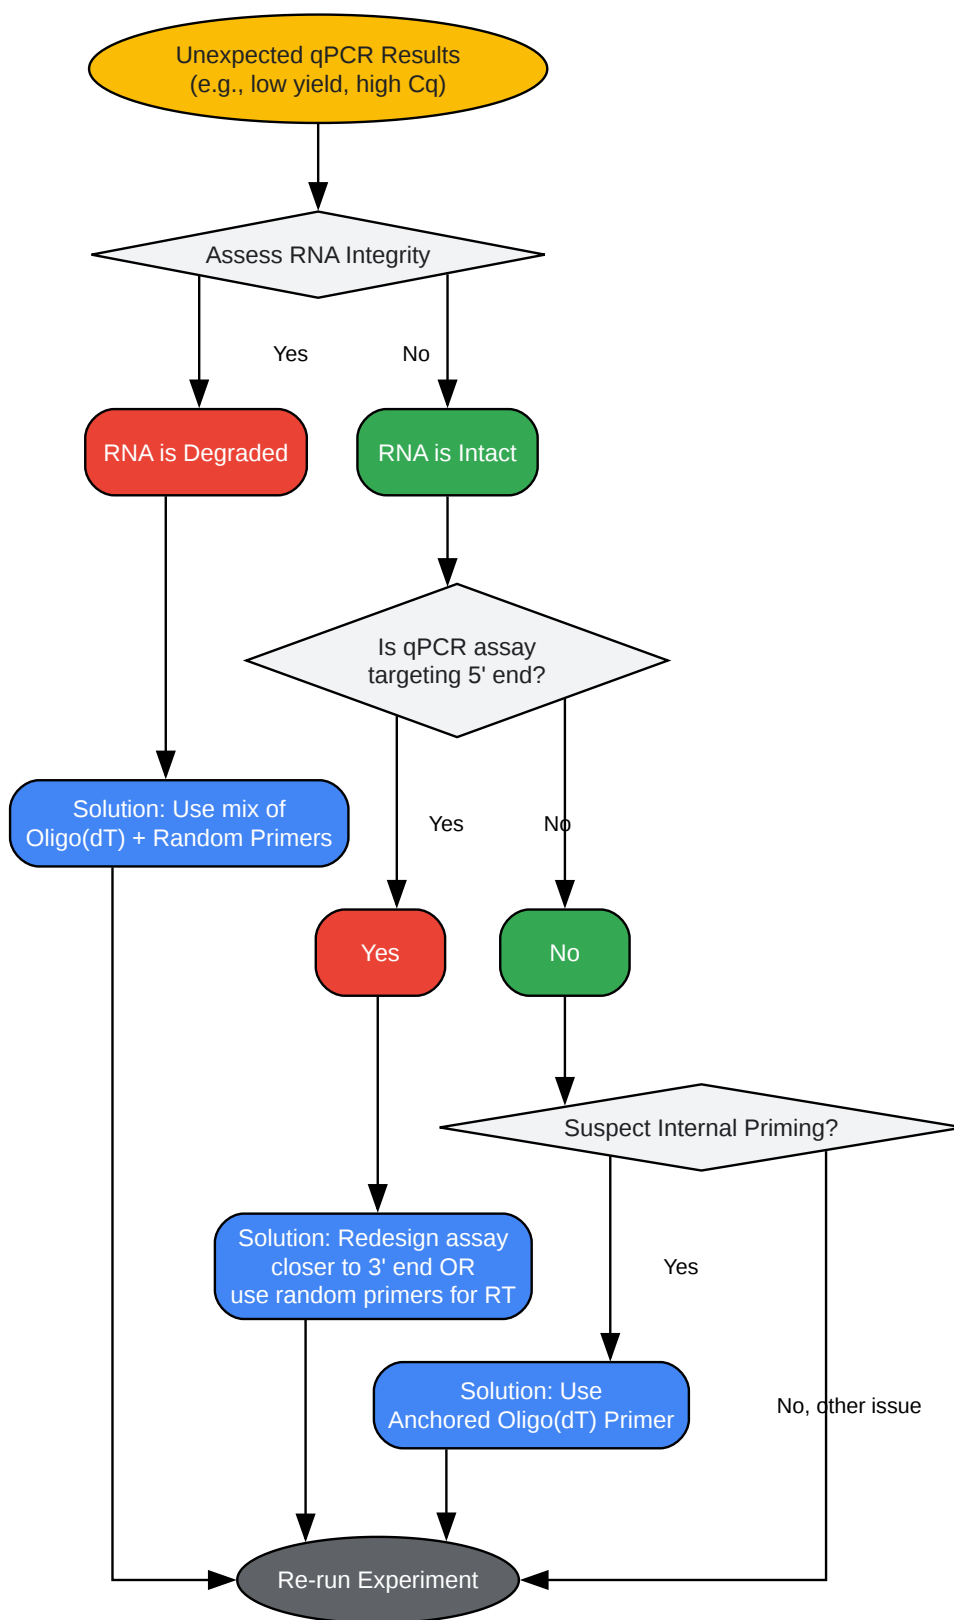 Unexpected qPCR Results
(e.g., low yield, high Cq)
Assess RNA Integrity
Yes
No
RNA is Degraded
RNA is Intact
Is qPCR assay
targeting 5' end?
Solution: Use mix of
Oligo(dT) + Random Primers
Yes
No
Yes
No
Suspect Internal Priming?
Solution: Redesign assay
closer to 3' end OR
use random primers for RT
Yes
Solution: Use
Anchored Oligo(dT) Primer
No, other issue
Re-run Experiment